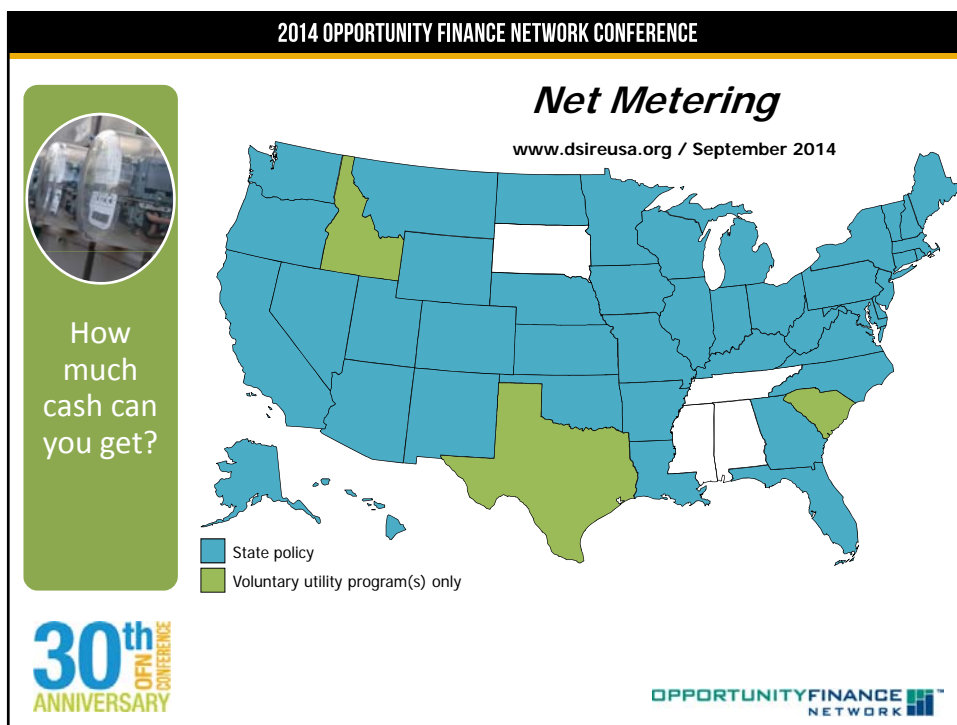 2014 OPPORTUNITY FINANCE NETWORK CONFERENCE
Net Metering
www.dsireusa.org / September 2014
How
much
cash can
you get?
State policy
Voluntary utility program(s) only
30th
OFN
CONFERENCE
ANNIVERSARY
OPPORTUNITYFINANCE™
NETWORK